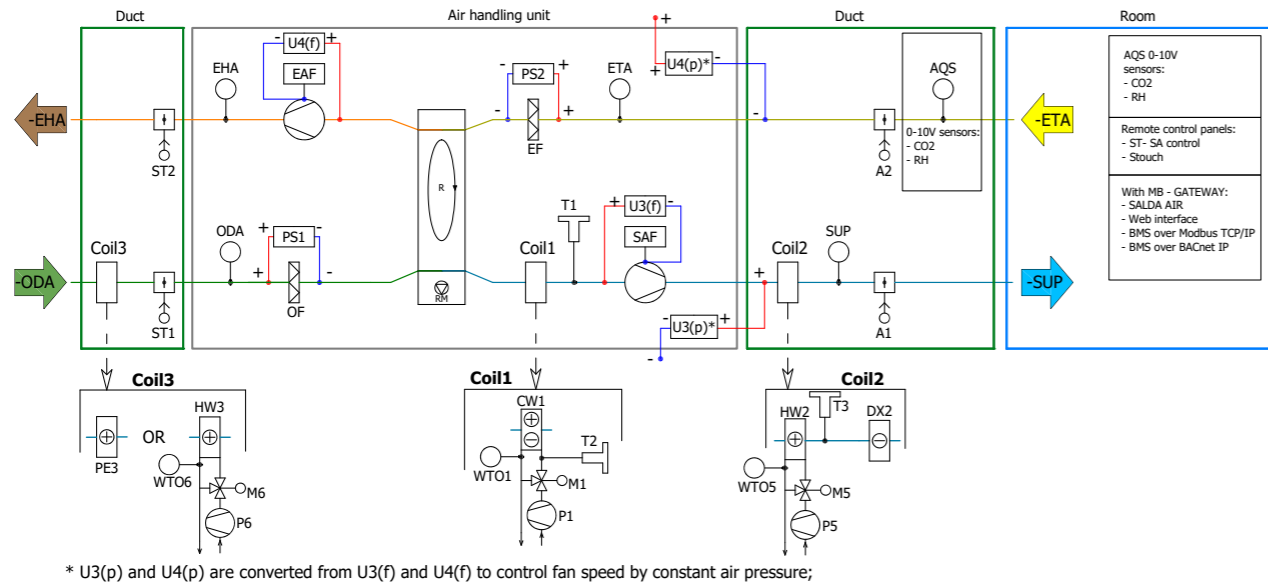 Duct
Air handling unit
Duct
Room
U4(f)
-
+
EAF
EHA
-
PS2
+
-
+
EF
ETA
+
+
U4(p)*
-
-
AQS
0-10V sensors:
- CO2
- RH
AQS 0-10V
sensors:
- CO2
- RH
-EHA
-ETA
ST2
A2
Remote control panels:
- ST- SA control
- Stouch
R
T1
+
U3(f)
-
SAF
With MB - GATEWAY:
- SALDA AIR
- Web interface
- BMS over Modbus TCP/IP
- BMS over BACnet IP
Coil3
ODA
+
PS1
-
+
-
OF
Coil1
Coil2
SUP
-ODA
-SUP
RM
+
ST1
A1
-
U3(p)*
+
-
Coil3
Coil1
Coil2
PE3
OR
HW3
WTO6
M6
P6
CW1
T2
WTO1
M1
P1
HW2
T3
DX2
WTO5
M5
P5
* U3(p) and U4(p) are converted from U3(f) and U4(f) to control fan speed by constant air pressure;